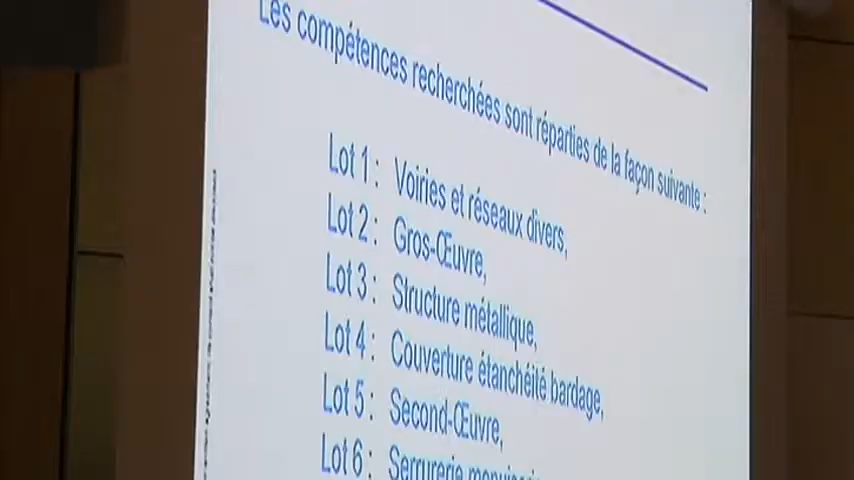 Les compétences recherchées sont réparties de la façon suivante :
Lot 1 : Voiries et réseaux divers,
Lot 2 : Gros-Œuvre,
Lot 3 : Structure métallique,
Lot 4 : Couverture étanchéité bardage,
Lot 5 : Second-Œuvre,
Lot 6 : Serrurerie